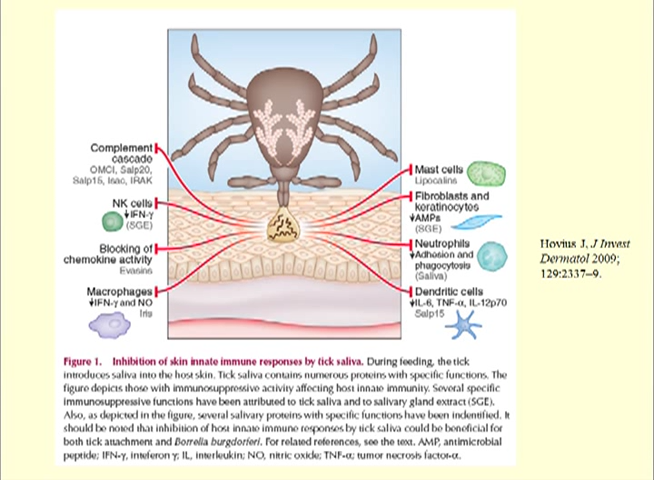 Complement
cascade
OMCI, Salp20,
Salp15, Isac, IRAK
NK cells
↓IFN-γ
(SGE)
Blocking of
chemokine activity
Evasins
Macrophages
↓IFN-γ and NO
Iris
Mast cells
Lipocalins
Fibroblasts and
keratinocytes
↓AMPs
(SGE)
Neutrophils
↓Adhesion and
phagocytosis
(Saliva)
Dendritic cells
↓IL-6, TNF-α, IL-12p70
Salp15
Hovius J, J Invest
Dermatol 2009;
129:2337–9.
Figure 1. Inhibition of skin innate immune responses by tick saliva. During feeding, the tick
introduces saliva into the host skin. Tick saliva contains numerous proteins with specific functions. The
figure depicts those with immunosuppressive activity affecting host innate immunity. Several specific
immunosuppressive functions have been attributed to tick saliva and to salivary gland extract (SGE).
Also, as depicted in the figure, several salivary proteins with specific functions have been indentified. It
should be noted that inhibition of host innate immune responses by tick saliva could be beneficial for
both tick attachment and Borrelia burgdorferi. For related references, see the text. AMP, antimicrobial
peptide; IFN-γ, inteferon γ; IL, interleukin; NO, nitric oxide; TNF-α; tumor necrosis factor-α.